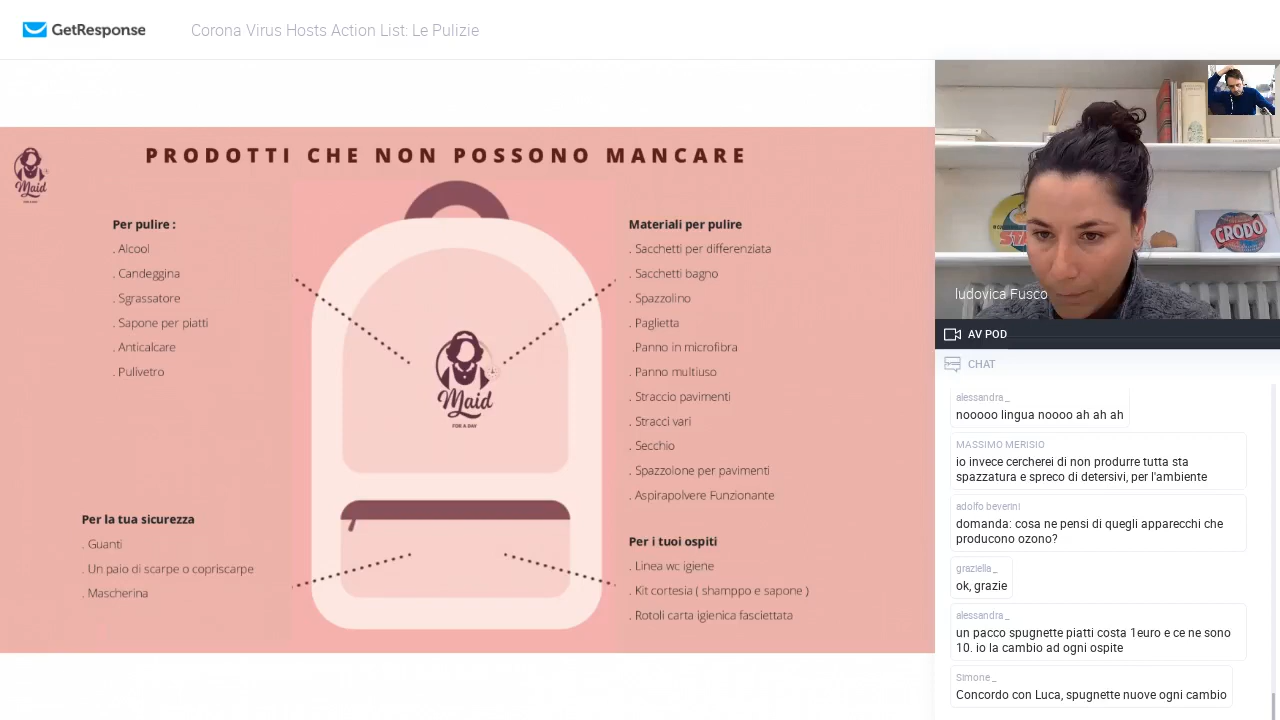 GetResponse
Corona Virus Hosts Action List: Le Pulizie
PRODOTTI CHE NON POSSONO MANCARE
Maid
FOR A DAY
Per pulire :
. Alcool
. Candeggina
. Sgrassatore
. Sapone per piatti
. Anticalcare
. Pulivetro
Per la tua sicurezza
. Guanti
. Un paio di scarpe o copriscarpe
. Mascherina
Maid
FOR A DAY
Materiali per pulire
. Sacchetti per differenziata
. Sacchetti bagno
. Spazzolino
. Paglietta
.Panno in microfibra
. Panno multiuso
. Straccio pavimenti
. Stracci vari
. Secchio
. Spazzolone per pavimenti
. Aspirapolvere Funzionante
Per i tuoi ospiti
. Linea wc igiene
. Kit cortesia ( shamppo e sapone )
. Rotoli carta igienica fasciettata
CRODO
ludovica Fusco
AV POD
CHAT
alessandra _
nooooo lingua noooo ah ah ah
MASSIMO MERISIO
io invece cercherei di non produrre tutta sta
spazzatura e spreco di detersivi, per l'ambiente
adolfo beverini
domanda: cosa ne pensi di quegli apparecchi che
producono ozono?
graziella _
ok, grazie
alessandra _
un pacco spugnette piatti costa 1euro e ce ne sono
10. io la cambio ad ogni ospite
Simone _
Concordo con Luca, spugnette nuove ogni cambio